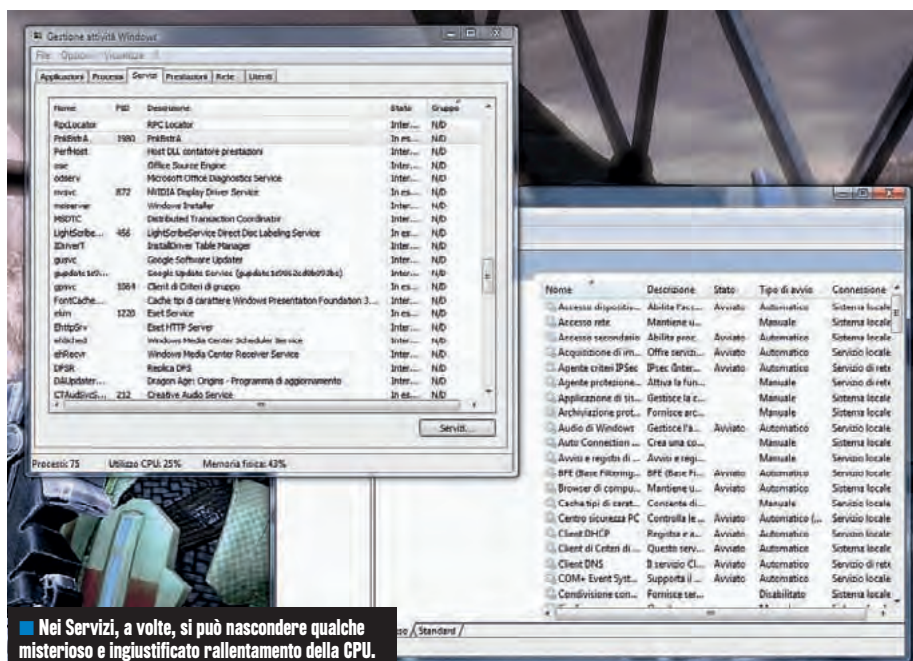 Gestione attività Windows
File Opzioni Visualizza ?
Applicazioni Processi Servizi Prestazioni Rete Utenti
Nome PID Descrizione Stato Gruppo
RpcLocator RPC Locator Inter... N/D
PnkBstrA 1980 PnkBstrA In es... N/D
PerfHost Host DLL contatore prestazioni Inter... N/D
ose Office Source Engine Inter... N/D
odserv Microsoft Office Diagnostics Service Inter... N/D
nvsvc 872 NVIDIA Display Driver Service In es... N/D
msiserver Windows Installer Inter... N/D
MSDTC Distributed Transaction Coordinator Inter... N/D
LightScribe... 456 LightScribeService Direct Disc Labeling Service In es... N/D
IDriverT InstallDriver Table Manager Inter... N/D
gusvc Google Software Updater Inter... N/D
Google Update Service Inter... N/D
gpsvc 1064 Client di Criteri di gruppo In es... N/D
FontCache... Cache tipi di carattere Windows Presentation Foundation 3.... Inter... N/D
ekrn 1220 Eset Service In es... N/D
EhttpSrv Eset HTTP Server Inter... N/D
ehSched Windows Media Center Scheduler Service Inter... N/D
ehRecvr Windows Media Center Receiver Service Inter... N/D
DFSR Replica DFS Inter... N/D
DAUpdater... Dragon Age: Origins - Programma di aggiornamento Inter... N/D
CTAudSvcS... 212 Creative Audio Service In es... N/D
Servizi...
Processi: 75 Utilizzo CPU: 25% Memoria fisica: 43%
Nome Descrizione Stato Tipo di avvio Connessione
Accesso dispositiv... Abilita l'acc... Avviato Automatico Sistema locale
Accesso rete Mantiene u... Manuale Sistema locale
Accesso secondario Abilita proc... Avviato Automatico Sistema locale
Acquisizione di im... Offre servizi... Avviato Automatico Servizio locale
Agente criteri IPSec IPsec (Inter... Avviato Automatico Servizio di rete
Agente protezione... Attiva la fun... Manuale Servizio di rete
Applicazione di sis... Gestisce la c... Manuale Sistema locale
Archiviazione prot... Fornisce arc... Manuale Sistema locale
Audio di Windows Gestisce l'a... Avviato Automatico Servizio locale
Auto Connection ... Crea una co... Manuale Sistema locale
Avvisi e registri di ... Avvisi e regi... Manuale Servizio locale
BFE (Base Filtering... BFE (Base Fi... Avviato Automatico Servizio locale
Browser di compu... Mantiene u... Avviato Automatico Sistema locale
Cache tipi di carat... Consente di... Manuale Servizio locale
Centro sicurezza PC Controlla le ... Avviato Automatico (... Servizio locale
Client DHCP Registra e a... Avviato Automatico Servizio locale
Client di Criteri di ... Questo serv... Avviato Automatico Sistema locale
Client DNS Il servizio Cl... Avviato Automatico Servizio di rete
COM+ Event Syst... Supporta il ... Avviato Automatico Servizio locale
Condivisione con... Fornisce ser... Disabilitato Sistema locale
Standard
Nei Servizi, a volte, si può nascondere qualche
misterioso e ingiustificato rallentamento della CPU.